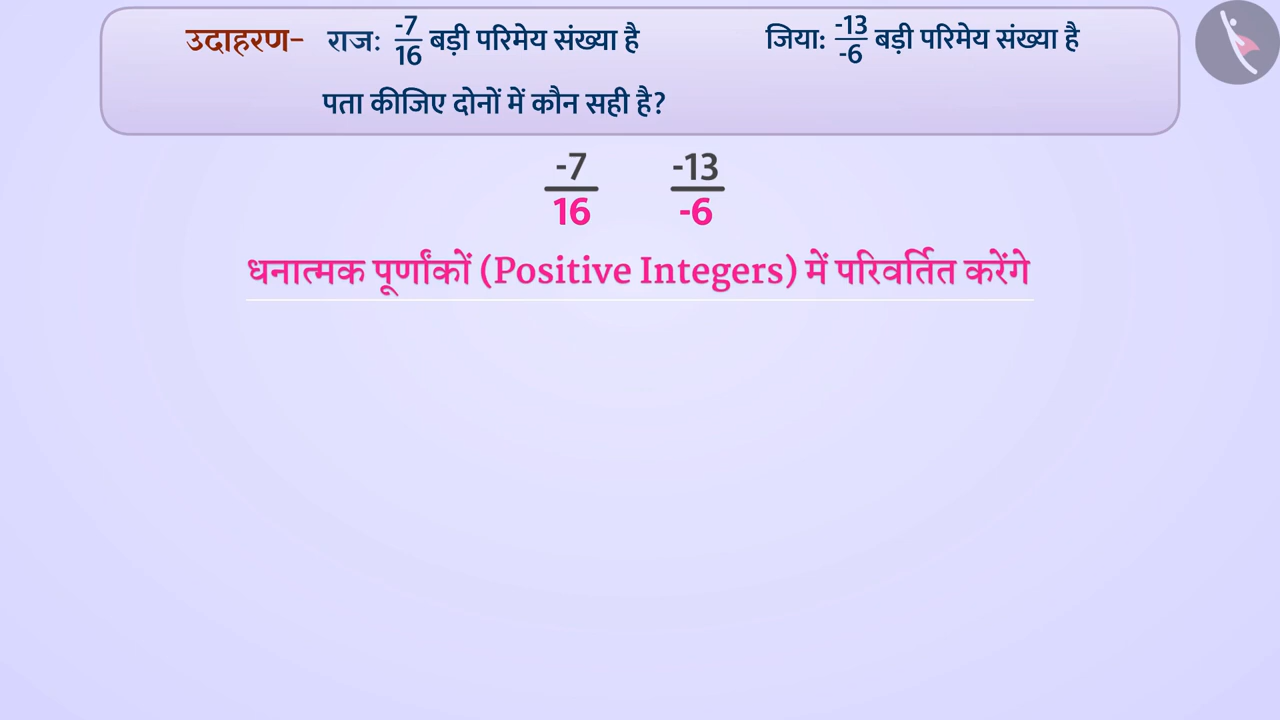 उदाहरण- राज: -7/16 बड़ी परिमेय संख्या है जिया: -13/-6 बड़ी परिमेय संख्या है
पता कीजिए दोनों में कौन सही है?
-7/16 -13/-6
धनात्मक पूर्णांकों (Positive Integers) में परिवर्तित करेंगे